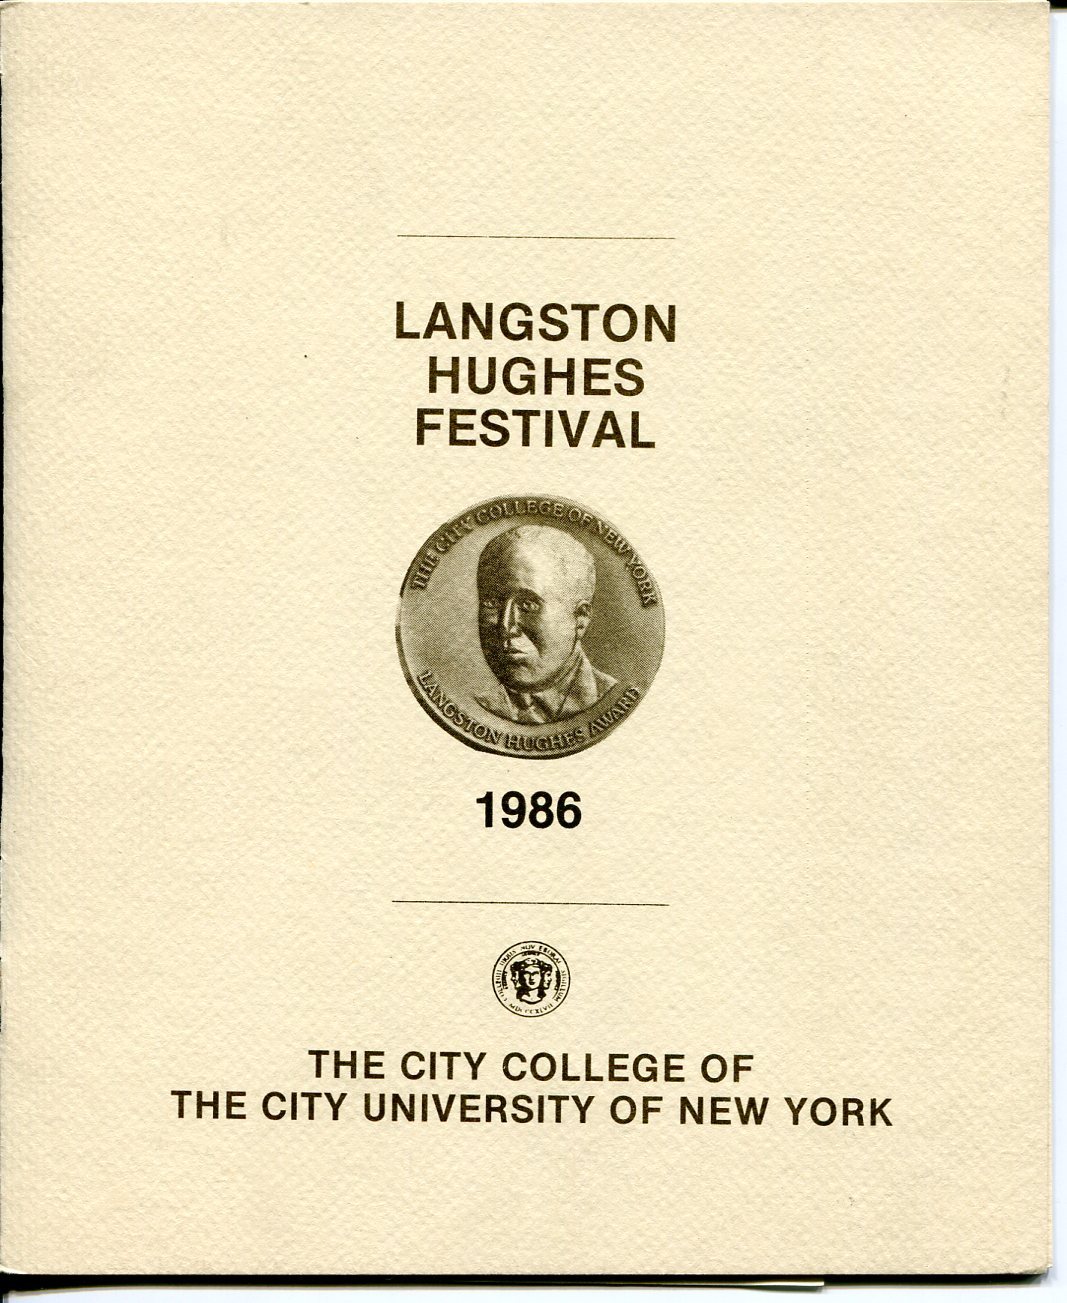 LANGSTON
HUGHES
FESTIVAL
THE CITY COLLEGE OF NEW YORK
LANGSTON HUGHES AWARD
1986
THE CITY COLLEGE OF
THE CITY UNIVERSITY OF NEW YORK